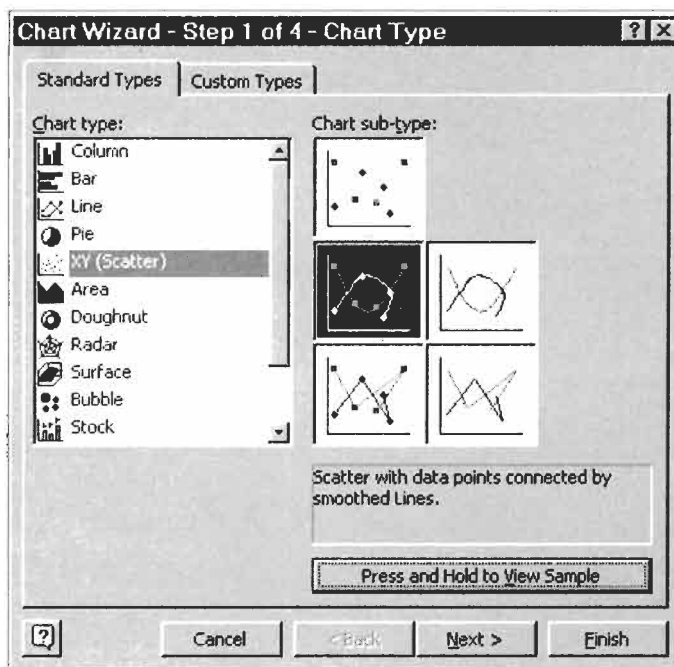 Chart Wizard - Step 1 of 4 - Chart Type
? X
Standard Types
Custom Types
Chart type:
Column
Bar
Line
Pie
XY (Scatter)
Area
Doughnut
Radar
Surface
Bubble
Stock
Chart sub-type:
Scatter with data points connected by
smoothed Lines.
Press and Hold to View Sample
?
Cancel
< Back
Next >
Finish